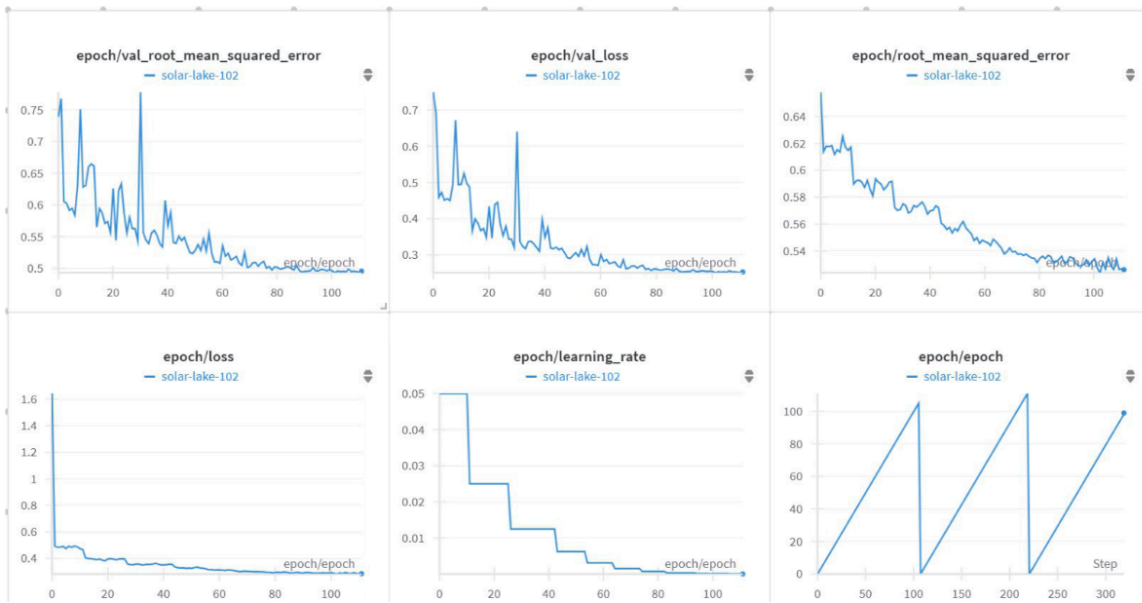 epoch/val_root_mean_squared_error
solar-lake-102
0.75
0.7
0.65
0.6
0.55
0.5
epoch/epoch
0 20 40 60 80 100
epoch/val_loss
solar-lake-102
0.7
0.6
0.5
0.4
0.3
epoch/epoch
0 20 40 60 80 100
epoch/root_mean_squared_error
solar-lake-102
0.64
0.62
0.6
0.58
0.56
0.54
epoch/epoch
0 20 40 60 80 100
epoch/loss
solar-lake-102
1.6
1.4
1.2
1
0.8
0.6
0.4
epoch/epoch
0 20 40 60 80 100
epoch/learning_rate
solar-lake-102
0.05
0.04
0.03
0.02
0.01
epoch/epoch
0 20 40 60 80 100
epoch/epoch
solar-lake-102
100
80
60
40
20
0
Step
0 50 100 150 200 250 300